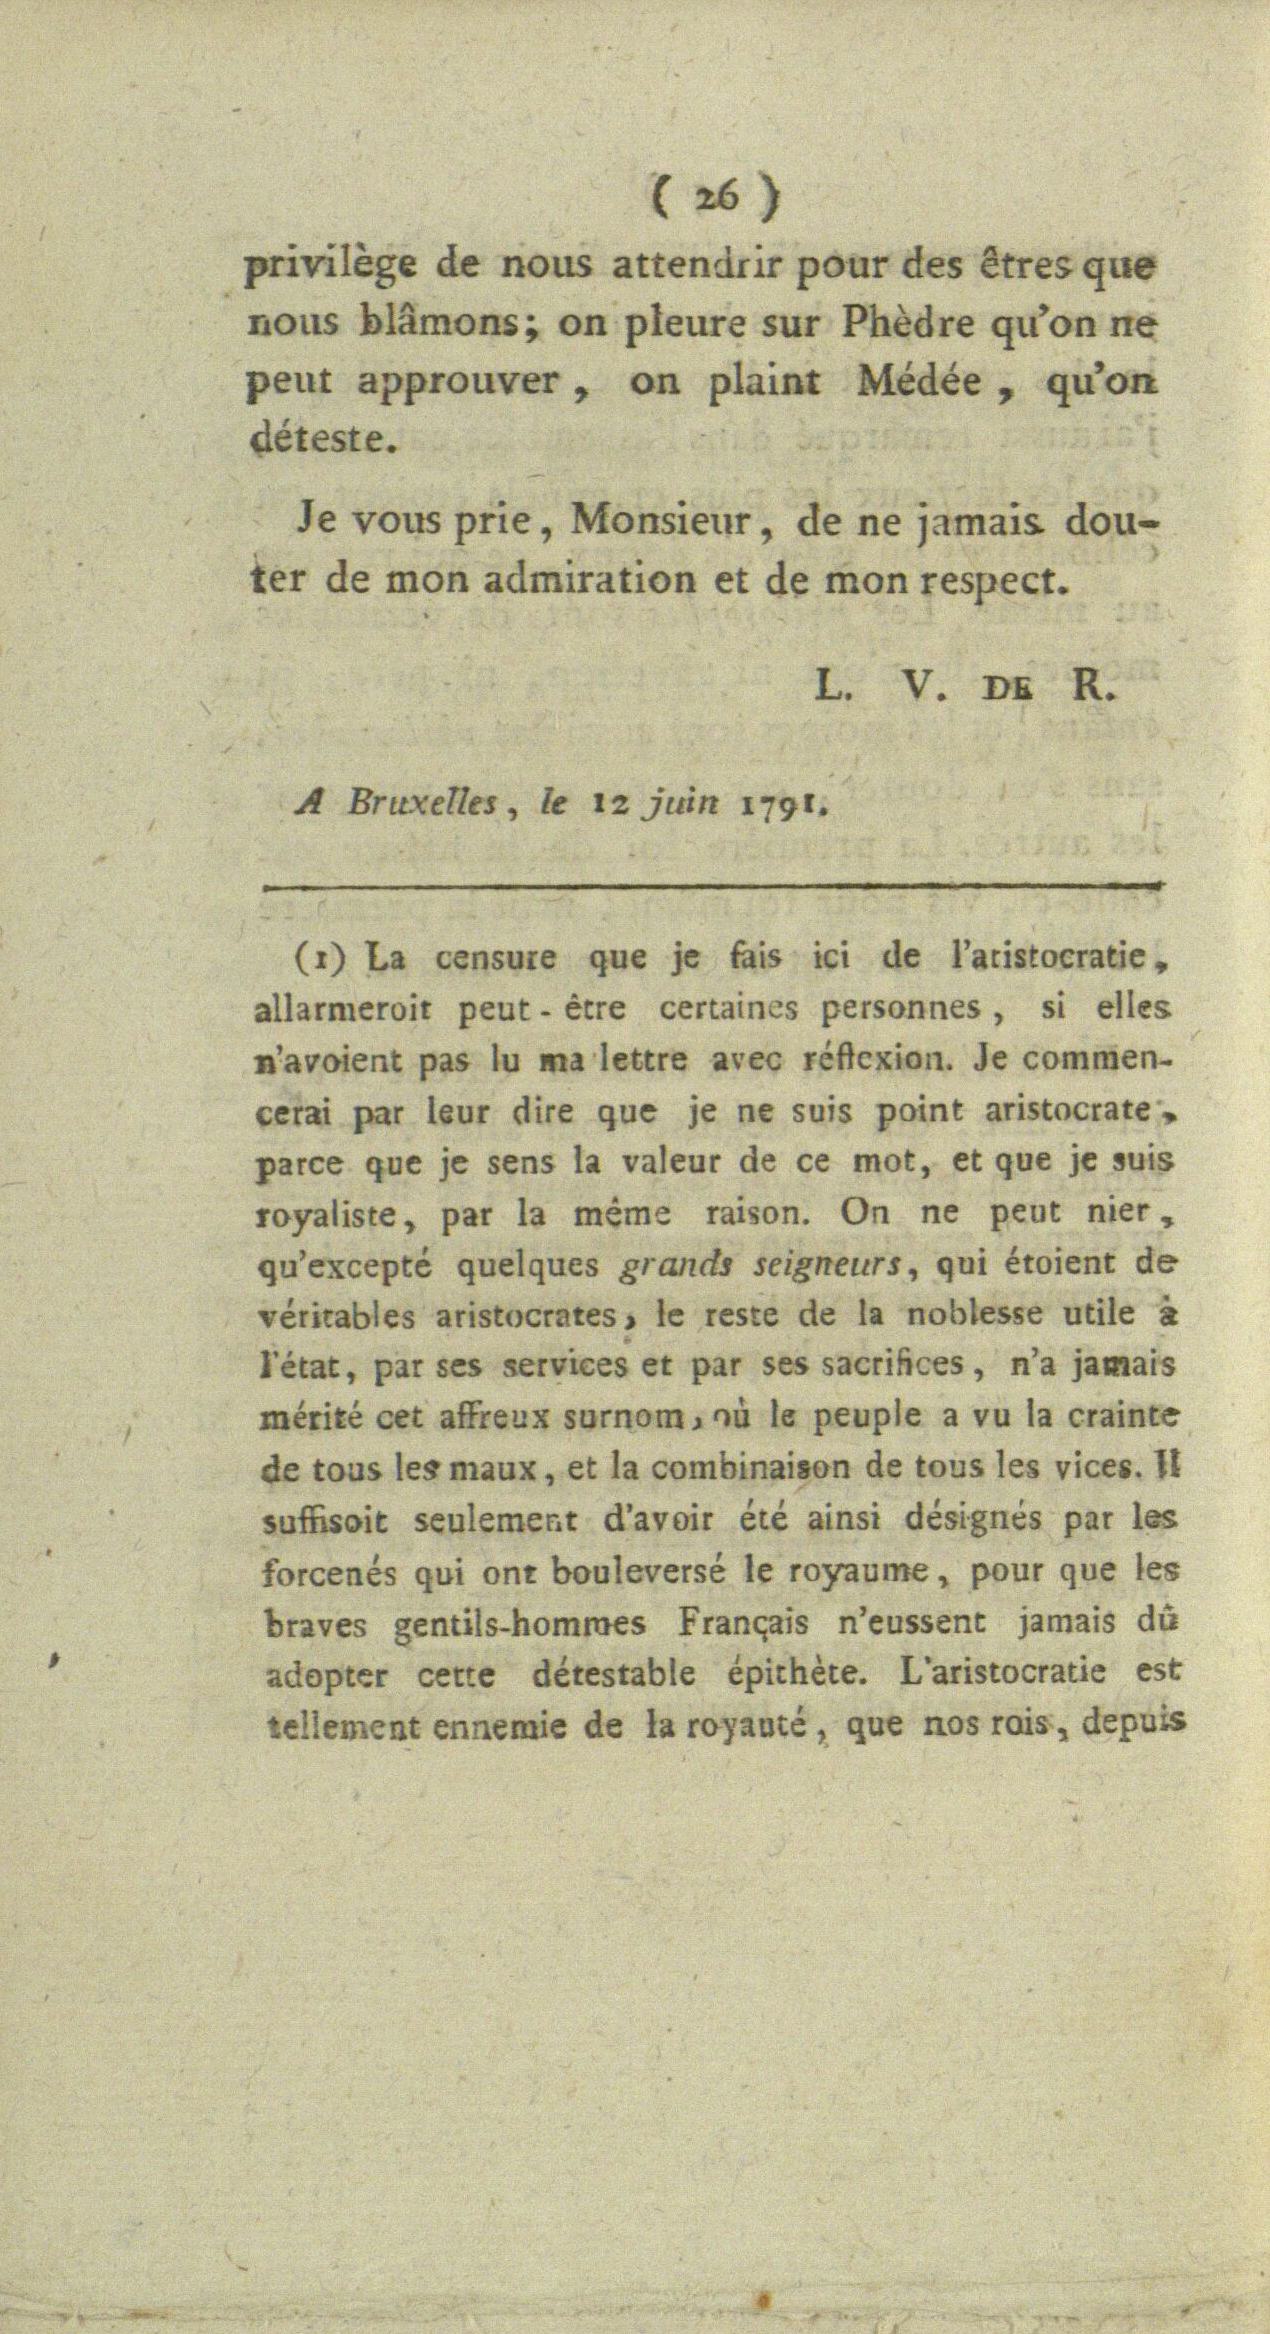 ( 26 )
privilège de nous attendrir pour des êtres que
nous blâmons; on pleure sur Phèdre qu'on ne
peut approuver, on plaint Médée, qu'on
déteste.
Je vous prie, Monsieur, de ne jamais dou-
ter de mon admiration et de mon respect.
L. V. DE R.
A Bruxelles, le 12 juin 1791.
(1) La censure que je fais ici de l'aristocratie,
allarmeroit peut-être certaines personnes, si elles
n'avoient pas lu ma lettre avec réflexion. Je commen-
cerai par leur dire que je ne suis point aristocrate,
parce que je sens la valeur de ce mot, et que je suis
royaliste, par la même raison. On ne peut nier,
qu'excepté quelques grands seigneurs, qui étoient de
véritables aristocrates, le reste de la noblesse utile à
l'état, par ses services et par ses sacrifices, n'a jamais
mérité cet affreux surnom, où le peuple a vu la crainte
de tous les maux, et la combinaison de tous les vices. Il
suffisoit seulement d'avoir été ainsi désignés par les
forcenés qui ont bouleversé le royaume, pour que les
braves gentils-hommes Français n'eussent jamais dû
adopter cette détestable épithète. L'aristocratie est
tellement ennemie de la royauté, que nos rois, depuis